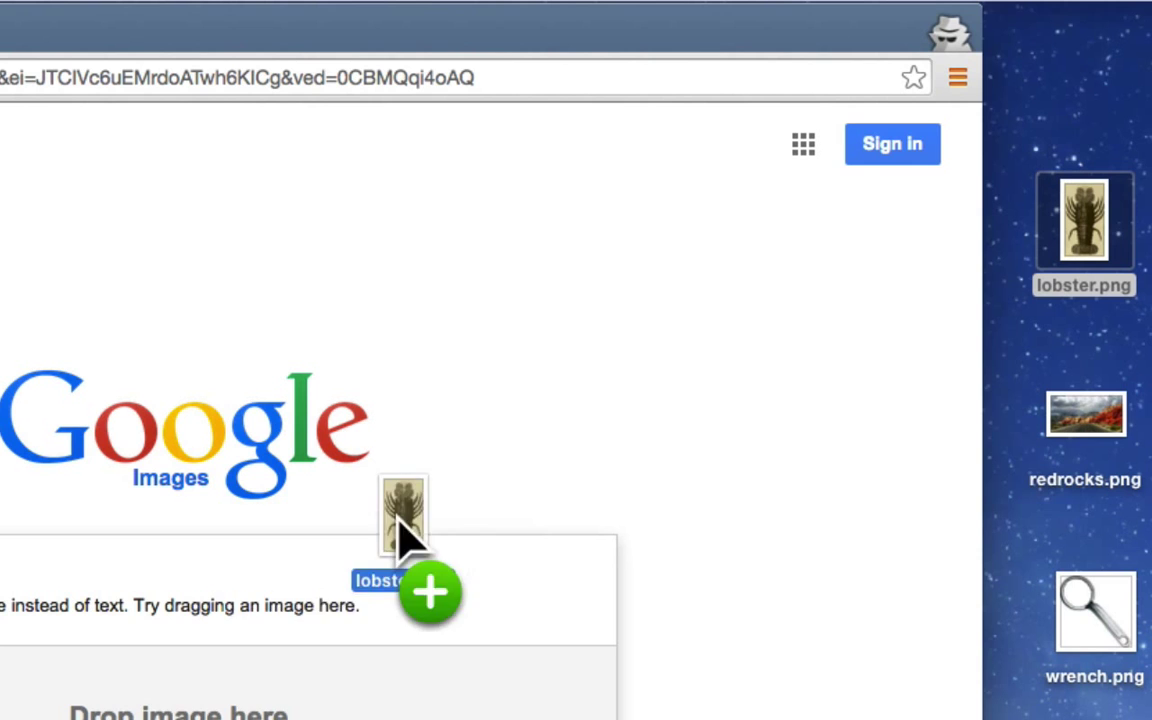 &ei=JTClVc6uEMrdoATwh6KICg&ved=0CBMQqi4oAQ
Sign in
lobster.png
Google
Images
redrocks.png
e instead of text. Try dragging an image here.
wrench.png
Drop image here